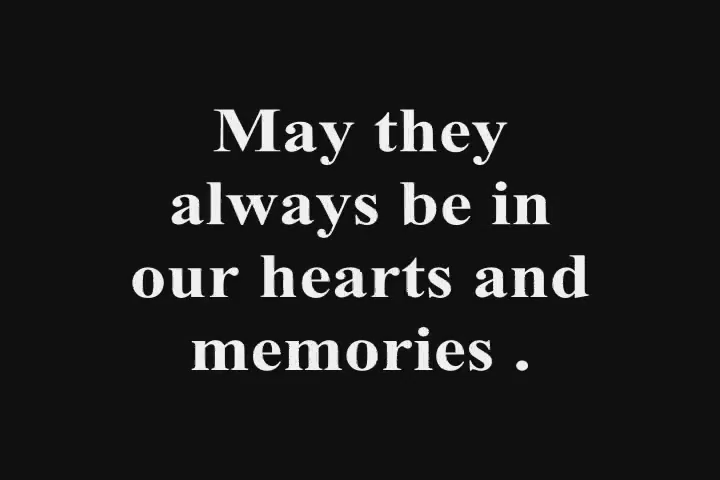 May they
always be in
our hearts and
memories .